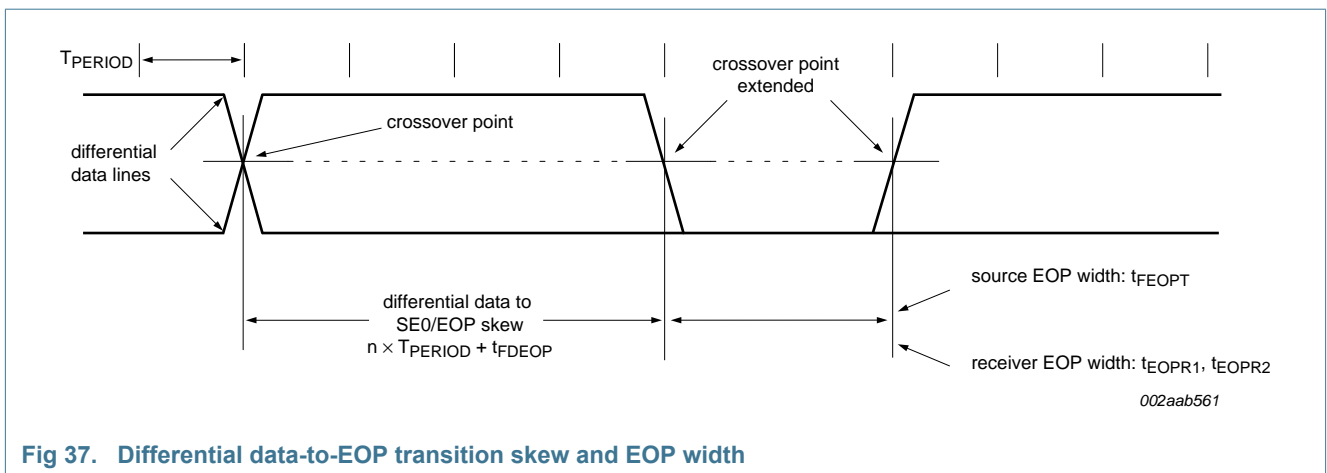 TPERIOD
crossover point
extended
crossover point
differential
data lines
differential data to
SE0/EOP skew
n × TPERIOD + tFDEOP
source EOP width: tFEOPT
receiver EOP width: tEOPR1, tEOPR2
002aab561
Fig 37. Differential data-to-EOP transition skew and EOP width